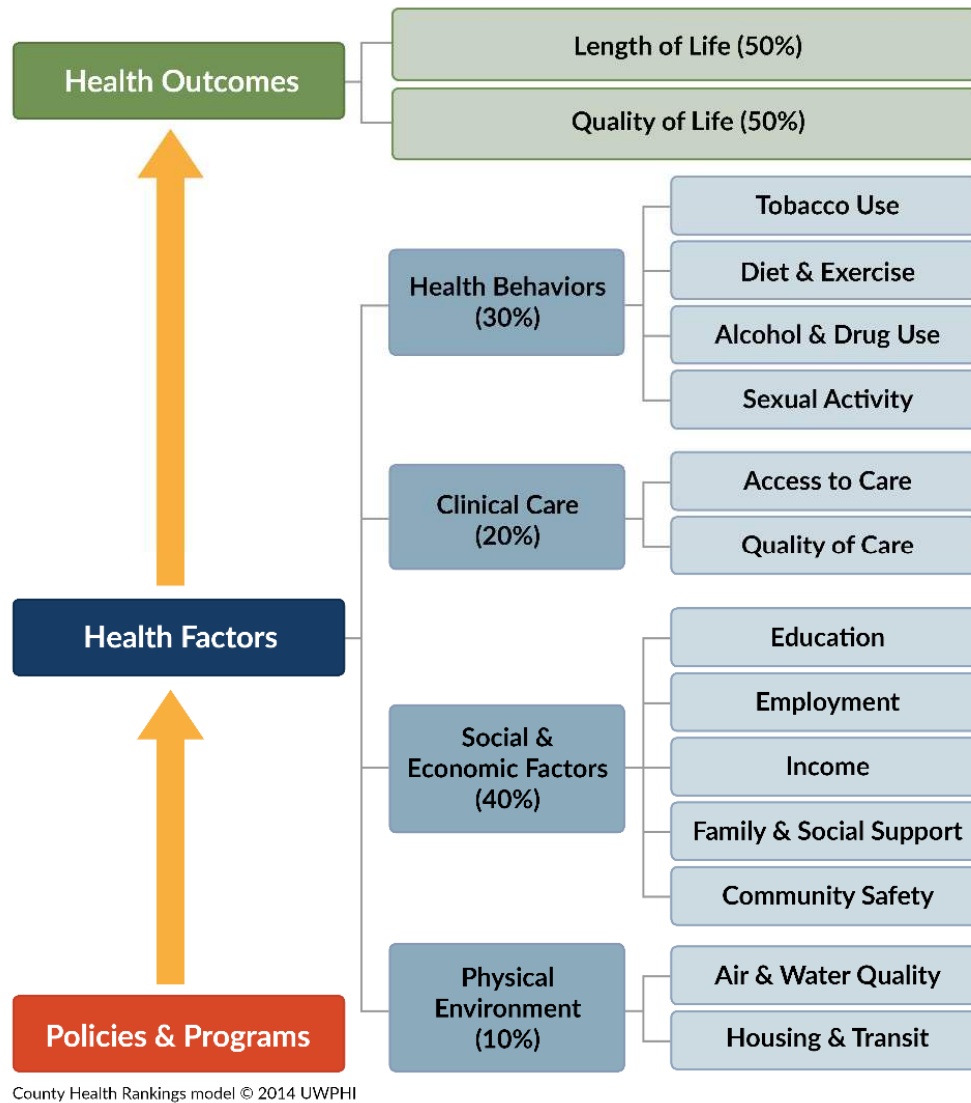 Health Outcomes
Length of Life (50%)
Quality of Life (50%)
Health Factors
Health Behaviors
(30%)
Tobacco Use
Diet & Exercise
Alcohol & Drug Use
Sexual Activity
Clinical Care
(20%)
Access to Care
Quality of Care
Social &
Economic Factors
(40%)
Education
Employment
Income
Family & Social Support
Community Safety
Physical
Environment
(10%)
Air & Water Quality
Housing & Transit
Policies & Programs
County Health Rankings model © 2014 UWPHI